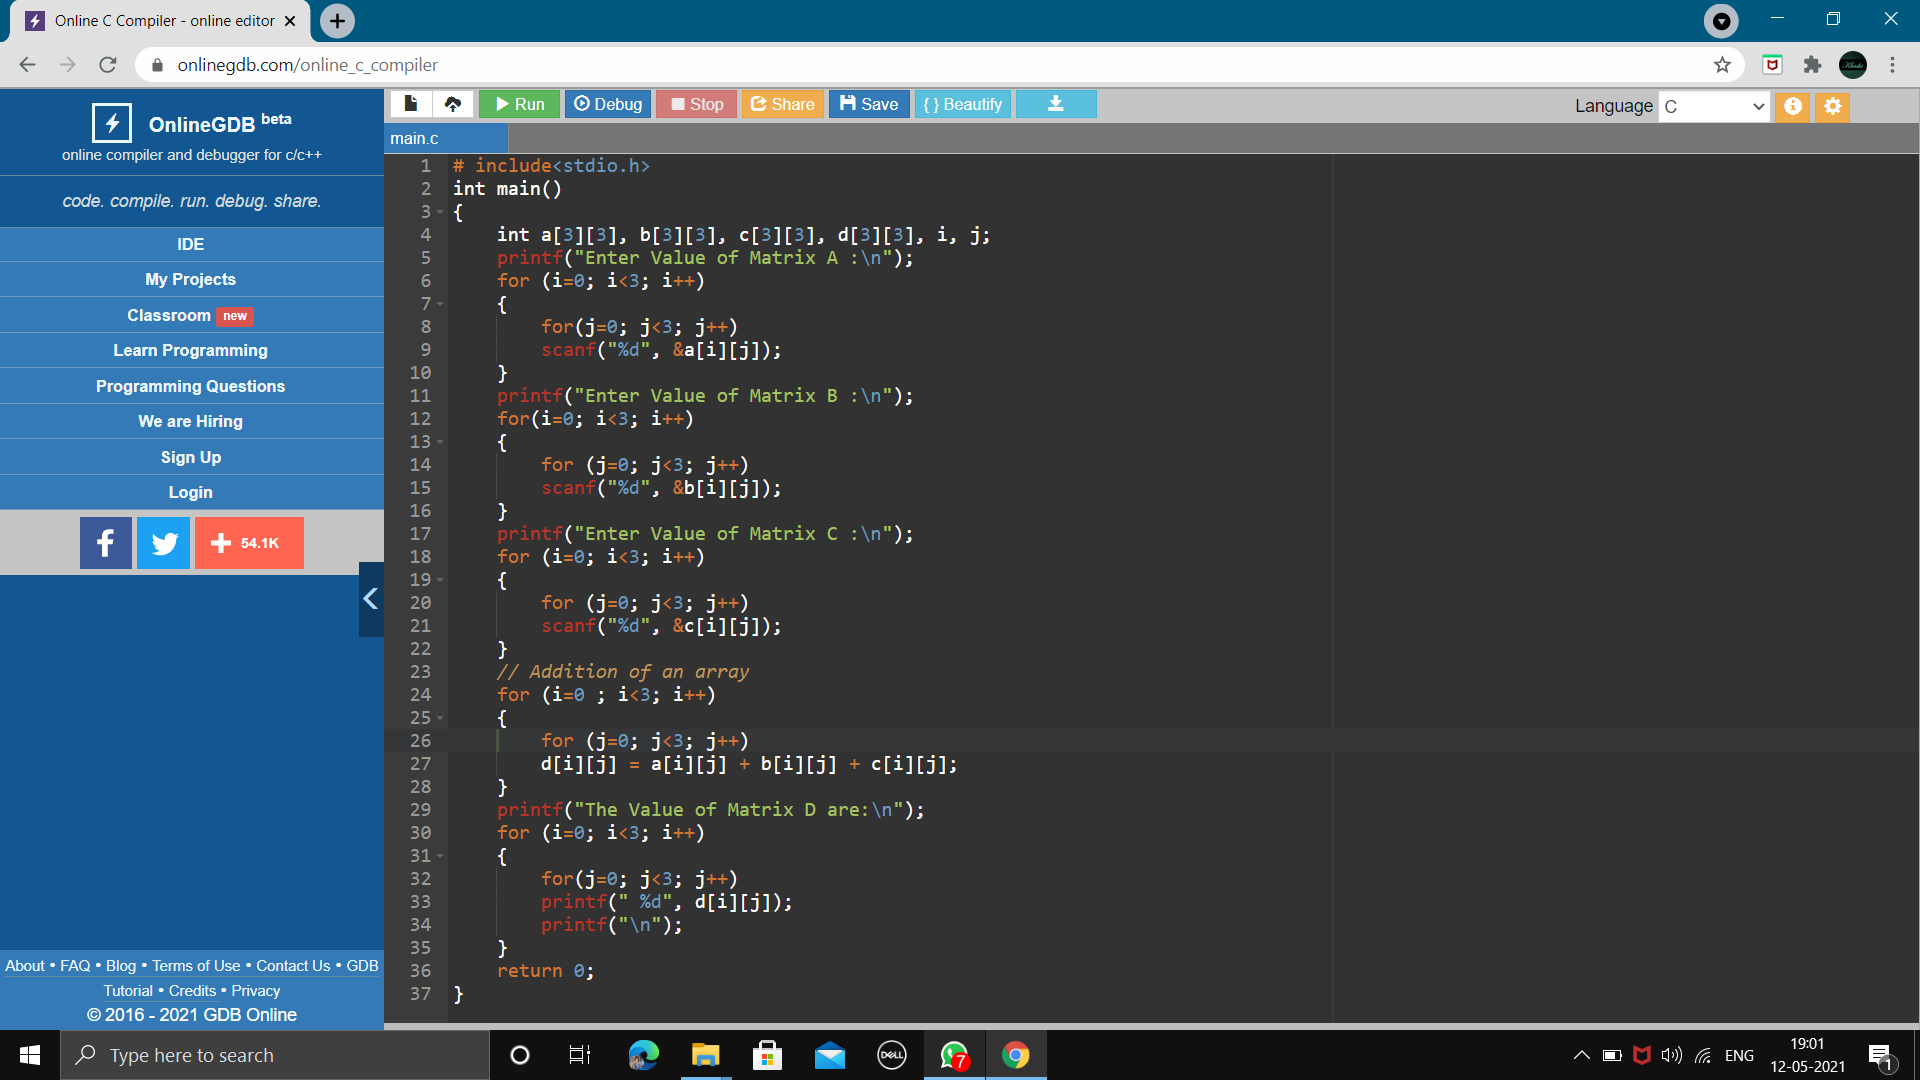 Online C Compiler - online editor
onlinegdb.com/online_c_compiler
OnlineGDB beta
online compiler and debugger for c/c++
code. compile. run. debug. share.
IDE
My Projects
Classroom new
Learn Programming
Programming Questions
We are Hiring
Sign Up
Login
54.1K
About • FAQ • Blog • Terms of Use • Contact Us • GDB
Tutorial • Credits • Privacy
© 2016 - 2021 GDB Online
Run Debug Stop Share Save { } Beautify
Language C
main.c
1 # include<stdio.h>
2 int main()
3 {
4 int a[3][3], b[3][3], c[3][3], d[3][3], i, j;
5 printf("Enter Value of Matrix A :\n");
6 for (i=0; i<3; i++)
7 {
8 for(j=0; j<3; j++)
9 scanf("%d", &a[i][j]);
10 }
11 printf("Enter Value of Matrix B :\n");
12 for(i=0; i<3; i++)
13 {
14 for (j=0; j<3; j++)
15 scanf("%d", &b[i][j]);
16 }
17 printf("Enter Value of Matrix C :\n");
18 for (i=0; i<3; i++)
19 {
20 for (j=0; j<3; j++)
21 scanf("%d", &c[i][j]);
22 }
23 // Addition of an array
24 for (i=0 ; i<3; i++)
25 {
26 for (j=0; j<3; j++)
27 d[i][j] = a[i][j] + b[i][j] + c[i][j];
28 }
29 printf("The Value of Matrix D are:\n");
30 for (i=0; i<3; i++)
31 {
32 for(j=0; j<3; j++)
33 printf(" %d", d[i][j]);
34 printf("\n");
35 }
36 return 0;
37 }
Type here to search
DELL
7
ENG
19:01
12-05-2021
1